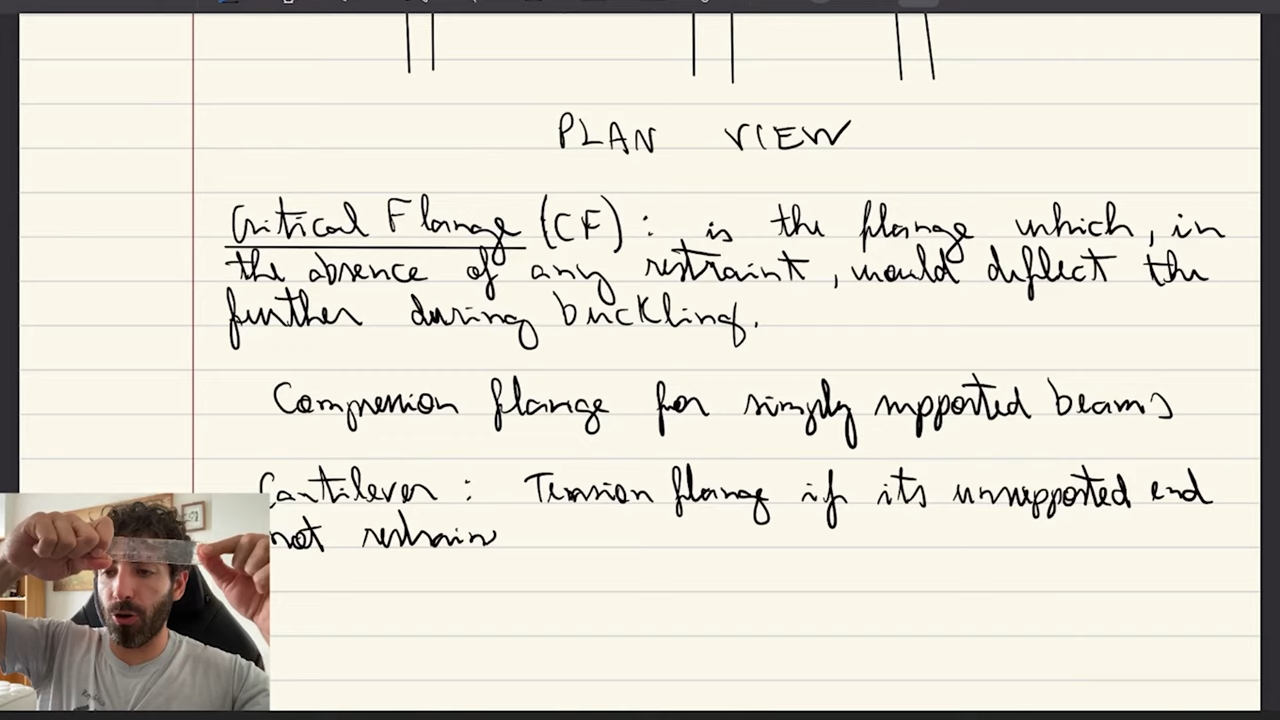 PLAN VIEW
Critical Flange (CF) : is the flange which, in
the absence of any restraint, would deflect the
further during buckling.
Compression flange for simply supported beams
Cantilever : Tension flange if its unsupported end
not restrain